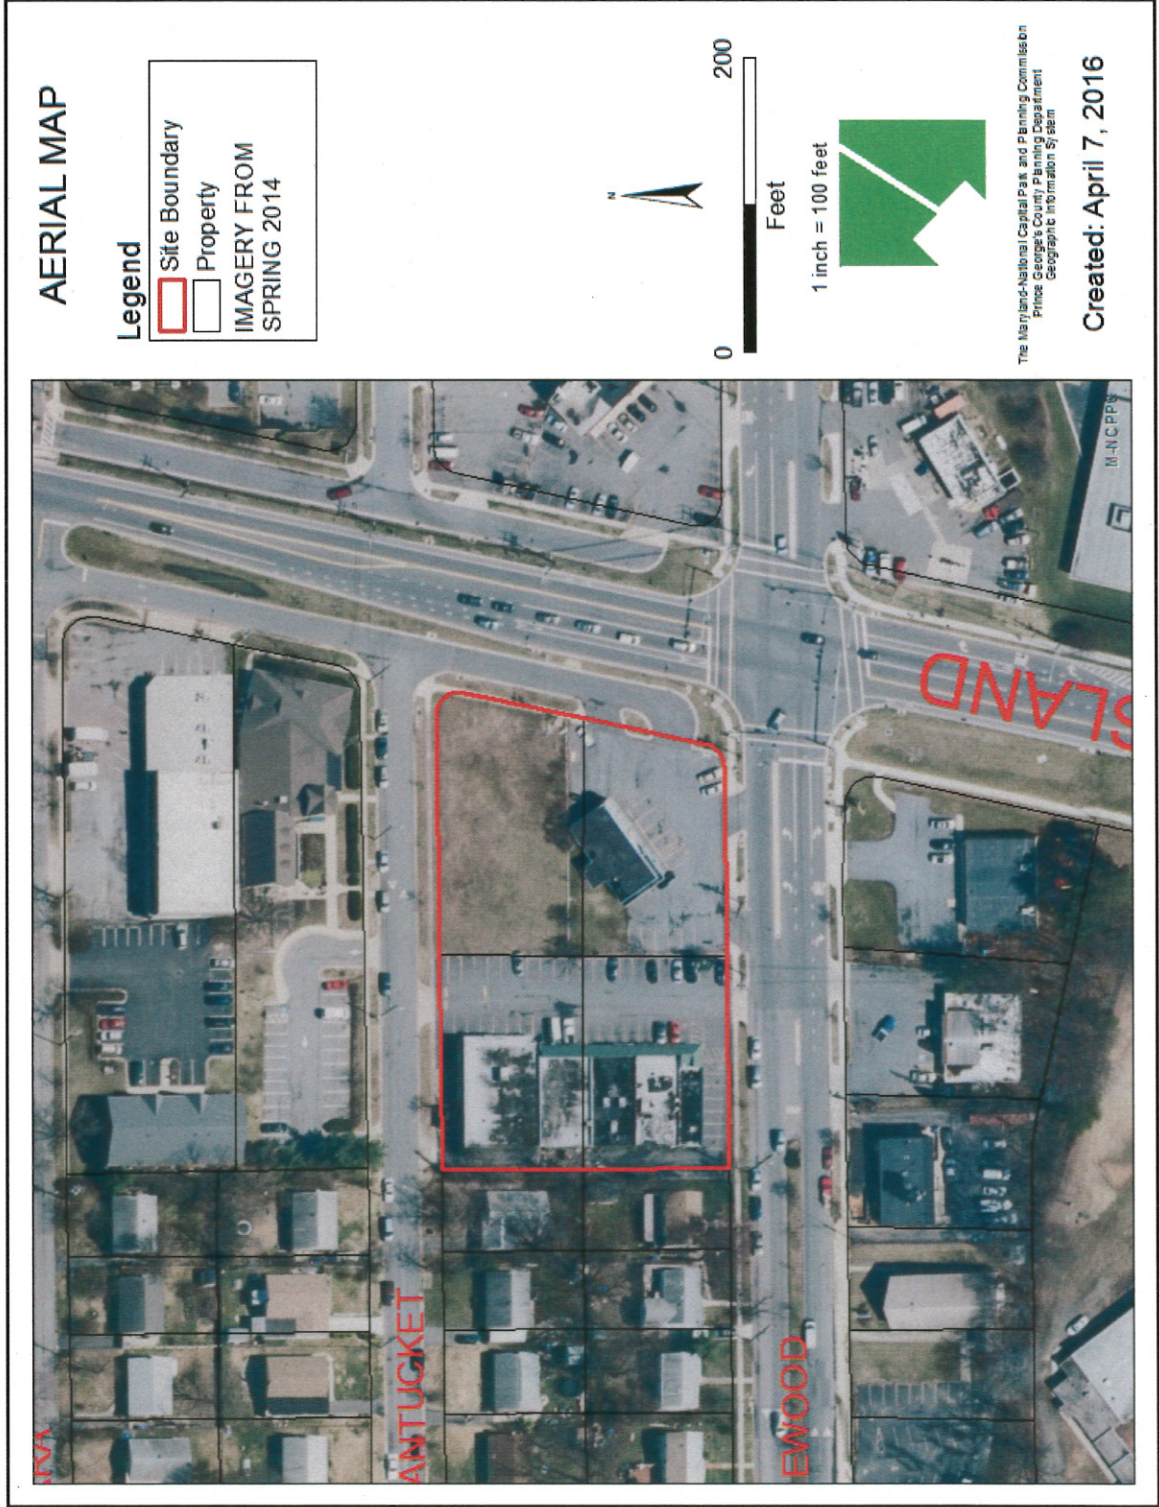 AERIAL MAP
Legend
Site Boundary
Property
IMAGERY FROM
SPRING 2014
N
0 200
Feet
1 inch = 100 feet
The Maryland-National Capital Park and Planning Commission
Prince George's County Planning Department
Geographic Information System
Created: April 7, 2016
ARA
ANTUCKET
EWOOD
SLAND
M-NCPPC